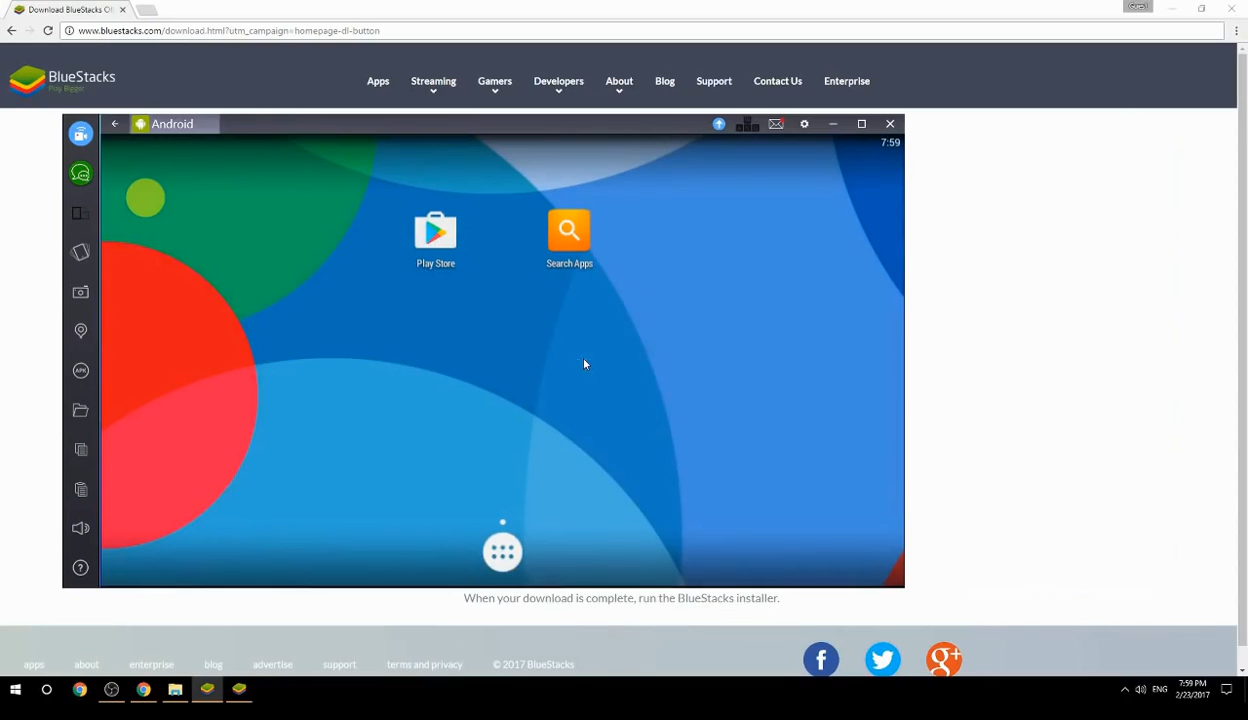 Download BlueStacks Of
Guest
www.bluestacks.com/download.html?utm_campaign=homepage-dl-button
BlueStacks
Play Bigger
Apps
Streaming
Gamers
Developers
About
Blog
Support
Contact Us
Enterprise
Android
7:59
Play Store
Search Apps
APK
When your download is complete, run the BlueStacks installer.
apps
about
enterprise
blog
advertise
support
terms and privacy
© 2017 BlueStacks
ENG
7:59 PM
2/23/2017